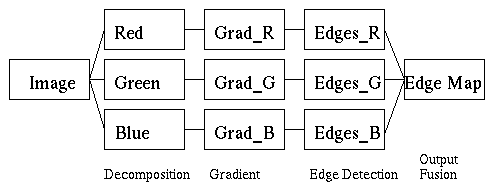 Red Grad_R Edges_R
Image Green Grad_G Edges_G Edge Map
Blue Grad_B Edges_B
Decomposition Gradient Edge Detection Output
Fusion